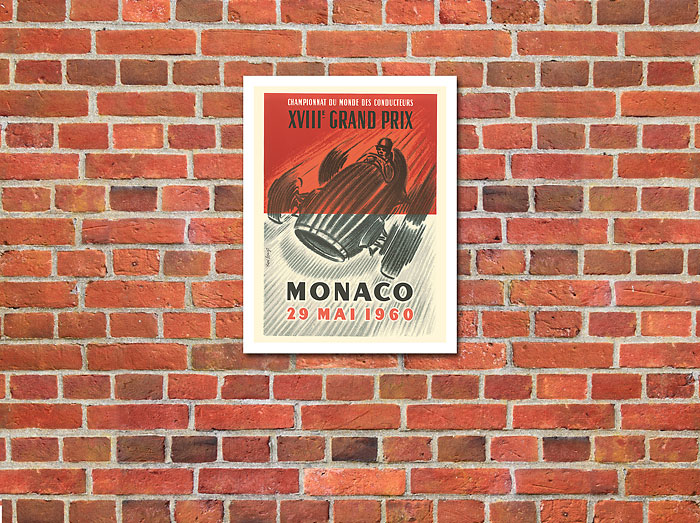 CHAMPIONNAT DU MONDE DES CONDUCTEURS
XVIIIᴱ GRAND PRIX
MONACO
29 MAI 1960